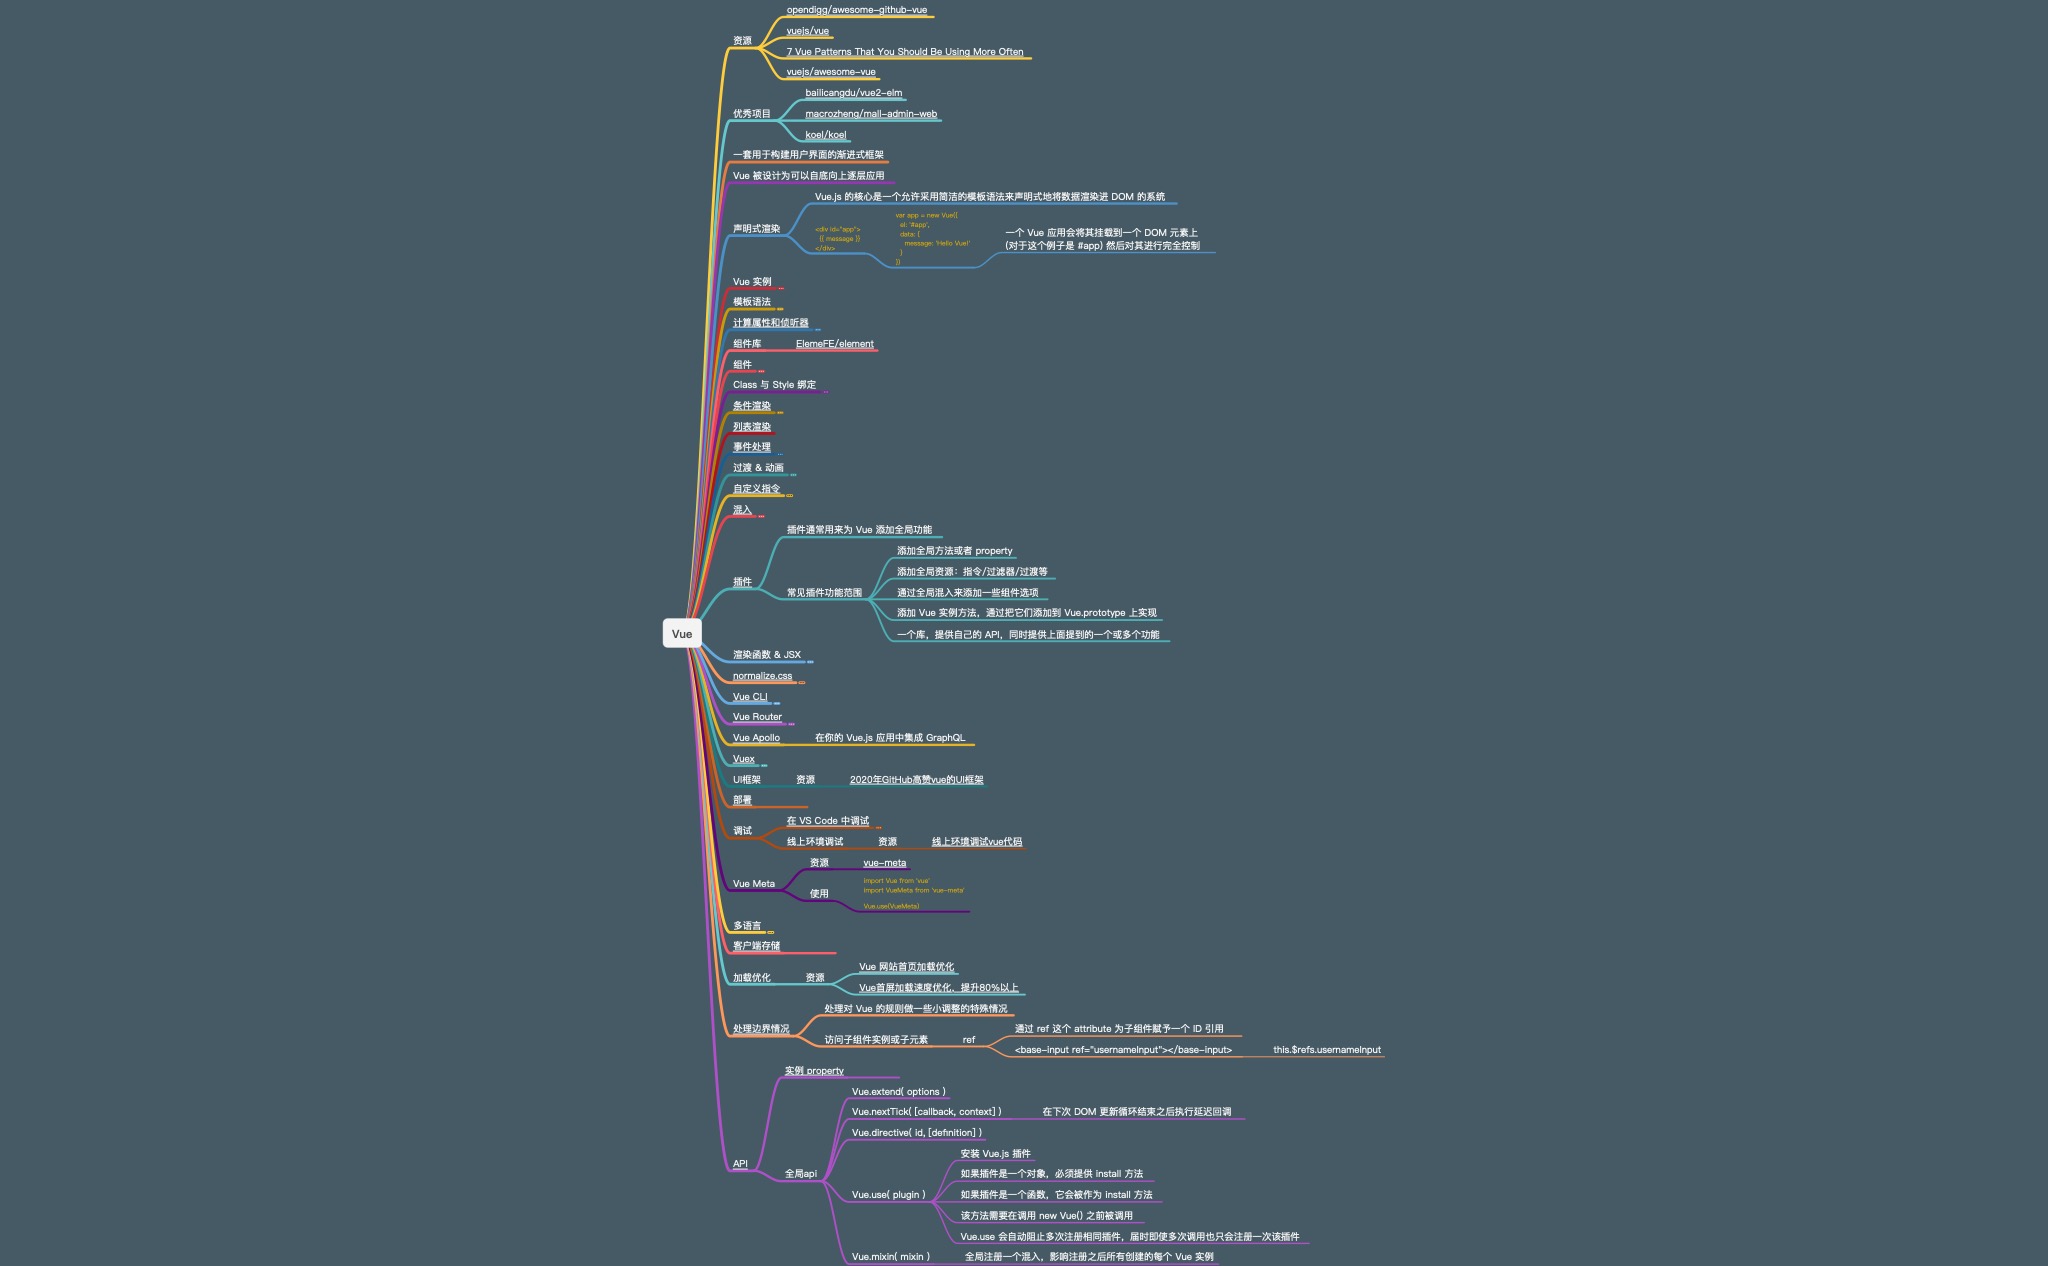 opendigg/awesome-github-vue
vuejs/vue
资源
7 Vue Patterns That You Should Be Using More Often
vuejs/awesome-vue
bailicangdu/vue2-elm
优秀项目
macrozheng/mall-admin-web
koel/koel
一套用于构建用户界面的渐进式框架
Vue 被设计为可以自底向上逐层应用
Vue.js 的核心是一个允许采用简洁的模板语法来声明式地将数据渲染进 DOM 的系统
声明式渲染
<div id="app">
{{ message }}
</div>
var app = new Vue({
el: '#app',
data: {
message: 'Hello Vue!'
}
})
一个 Vue 应用会将其挂载到一个 DOM 元素上
(对于这个例子是 #app) 然后对其进行完全控制
Vue 实例
模板语法
计算属性和侦听器
组件库
ElemeFE/element
组件
Class 与 Style 绑定
条件渲染
列表渲染
事件处理
过渡 & 动画
自定义指令
混入
插件通常用来为 Vue 添加全局功能
插件
添加全局方法或者 property
添加全局资源：指令/过滤器/过渡等
常见插件功能范围
通过全局混入来添加一些组件选项
添加 Vue 实例方法，通过把它们添加到 Vue.prototype 上实现
一个库，提供自己的 API，同时提供上面提到的一个或多个功能
Vue
渲染函数 & JSX
normalize.css
Vue CLI
Vue Router
Vue Apollo
在你的 Vue.js 应用中集成 GraphQL
Vuex
UI框架
资源
2020年GitHub高赞vue的UI框架
部署
调试
在 VS Code 中调试
线上环境调试
资源
线上环境调试vue代码
Vue Meta
资源
vue-meta
使用
import Vue from 'vue'
import VueMeta from 'vue-meta'
Vue.use(VueMeta)
多语言
客户端存储
加载优化
资源
Vue 网站首页加载优化
Vue首屏加载速度优化，提升80%以上
处理边界情况
处理对 Vue 的规则做一些小调整的特殊情况
访问子组件实例或子元素
ref
通过 ref 这个 attribute 为子组件赋予一个 ID 引用
<base-input ref="usernameInput"></base-input>
this.$refs.usernameInput
API
实例 property
全局api
Vue.extend( options )
Vue.nextTick( [callback, context] )
在下次 DOM 更新循环结束之后执行延迟回调
Vue.directive( id, [definition] )
Vue.use( plugin )
安装 Vue.js 插件
如果插件是一个对象，必须提供 install 方法
如果插件是一个函数，它会被作为 install 方法
该方法需要在调用 new Vue() 之前被调用
Vue.use 会自动阻止多次注册相同插件，届时即使多次调用也只会注册一次该插件
Vue.mixin( mixin )
全局注册一个混入，影响注册之后所有创建的每个 Vue 实例